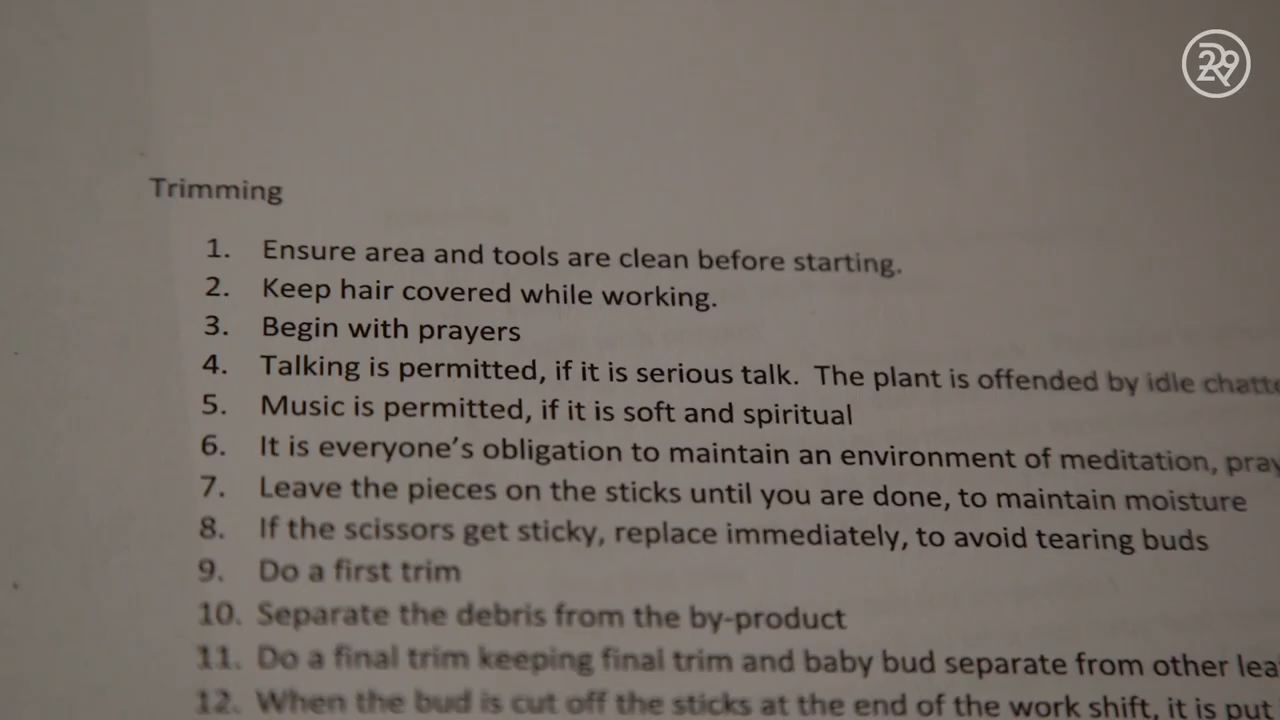 R29
Trimming
1. Ensure area and tools are clean before starting.
2. Keep hair covered while working.
3. Begin with prayers
4. Talking is permitted, if it is serious talk. The plant is offended by idle
5. Music is permitted, if it is soft and spiritual
6. It is everyone's obligation to maintain an environment of meditation,
7. Leave the pieces on the sticks until you are done, to maintain moisture
8. If the scissors get sticky, replace immediately, to avoid tearing buds
9. Do a first trim
10. Separate the debris from the by-product
11. Do a final trim keeping final trim and baby bud separate from other
12. When the bud is cut off the sticks at the end of the work shift, it is put